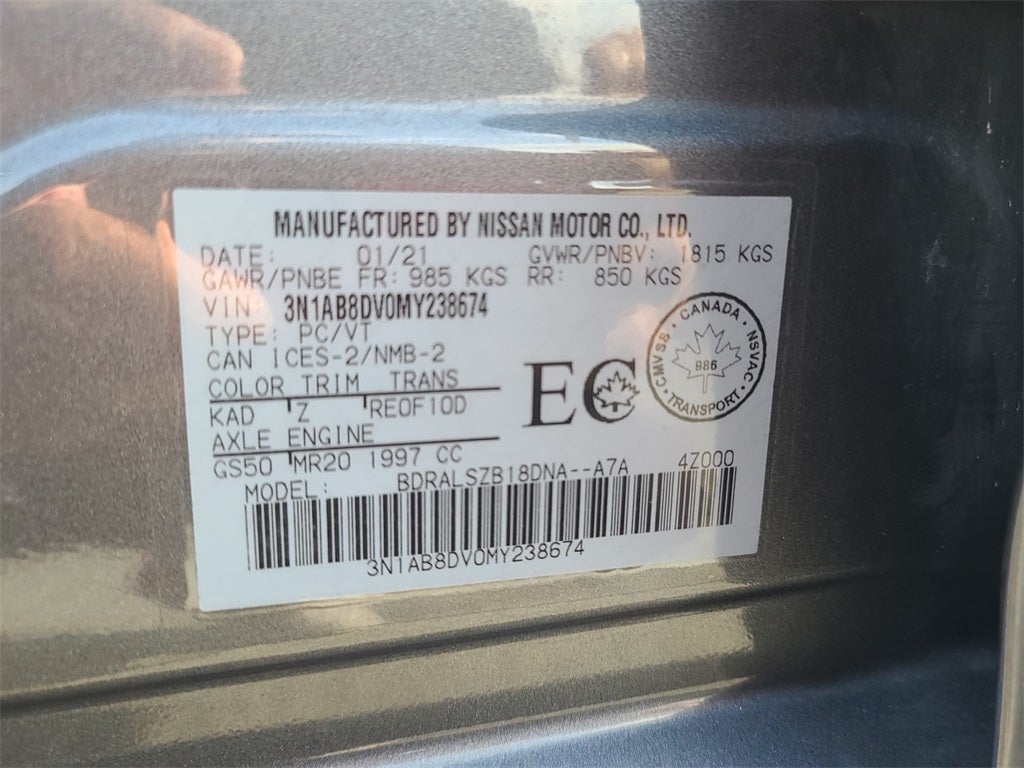 MANUFACTURED BY NISSAN MOTOR CO., LTD.
DATE: 01/21 GVWR/PNBV: 1815 KGS
GAWR/PNBE FR: 985 KGS RR: 850 KGS
VIN: 3N1AB8DV0MY238674
TYPE: PC/VT
CAN ICES-2/NMB-2
COLOR TRIM TRANS
KAD Z RE0F10D
AXLE ENGINE
GS50 MR20 1997 CC
MODEL: BDRALSZB18DNA--A7A 4Z000
3N1AB8DV0MY238674
EC
CANADA
CMVSS 986 NSVAC
TRANSPORT